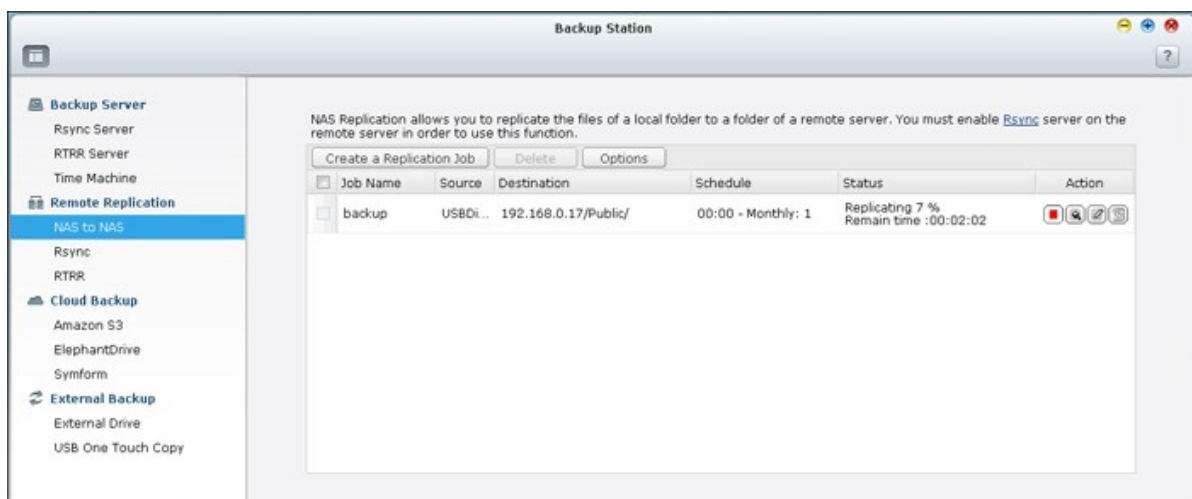 Backup Station
?
Backup Server
Rsync Server
RTRR Server
Time Machine
Remote Replication
NAS to NAS
Rsync
RTRR
Cloud Backup
Amazon S3
ElephantDrive
Symform
External Backup
External Drive
USB One Touch Copy
NAS Replication allows you to replicate the files of a local folder to a folder of a remote server. You must enable Rsync server on the
remote server in order to use this function.
Create a Replication Job Delete Options
Job Name Source Destination Schedule Status Action
backup USBDi... 192.168.0.17/Public/ 00:00 - Monthly: 1 Replicating 7 %
Remain time :00:02:02